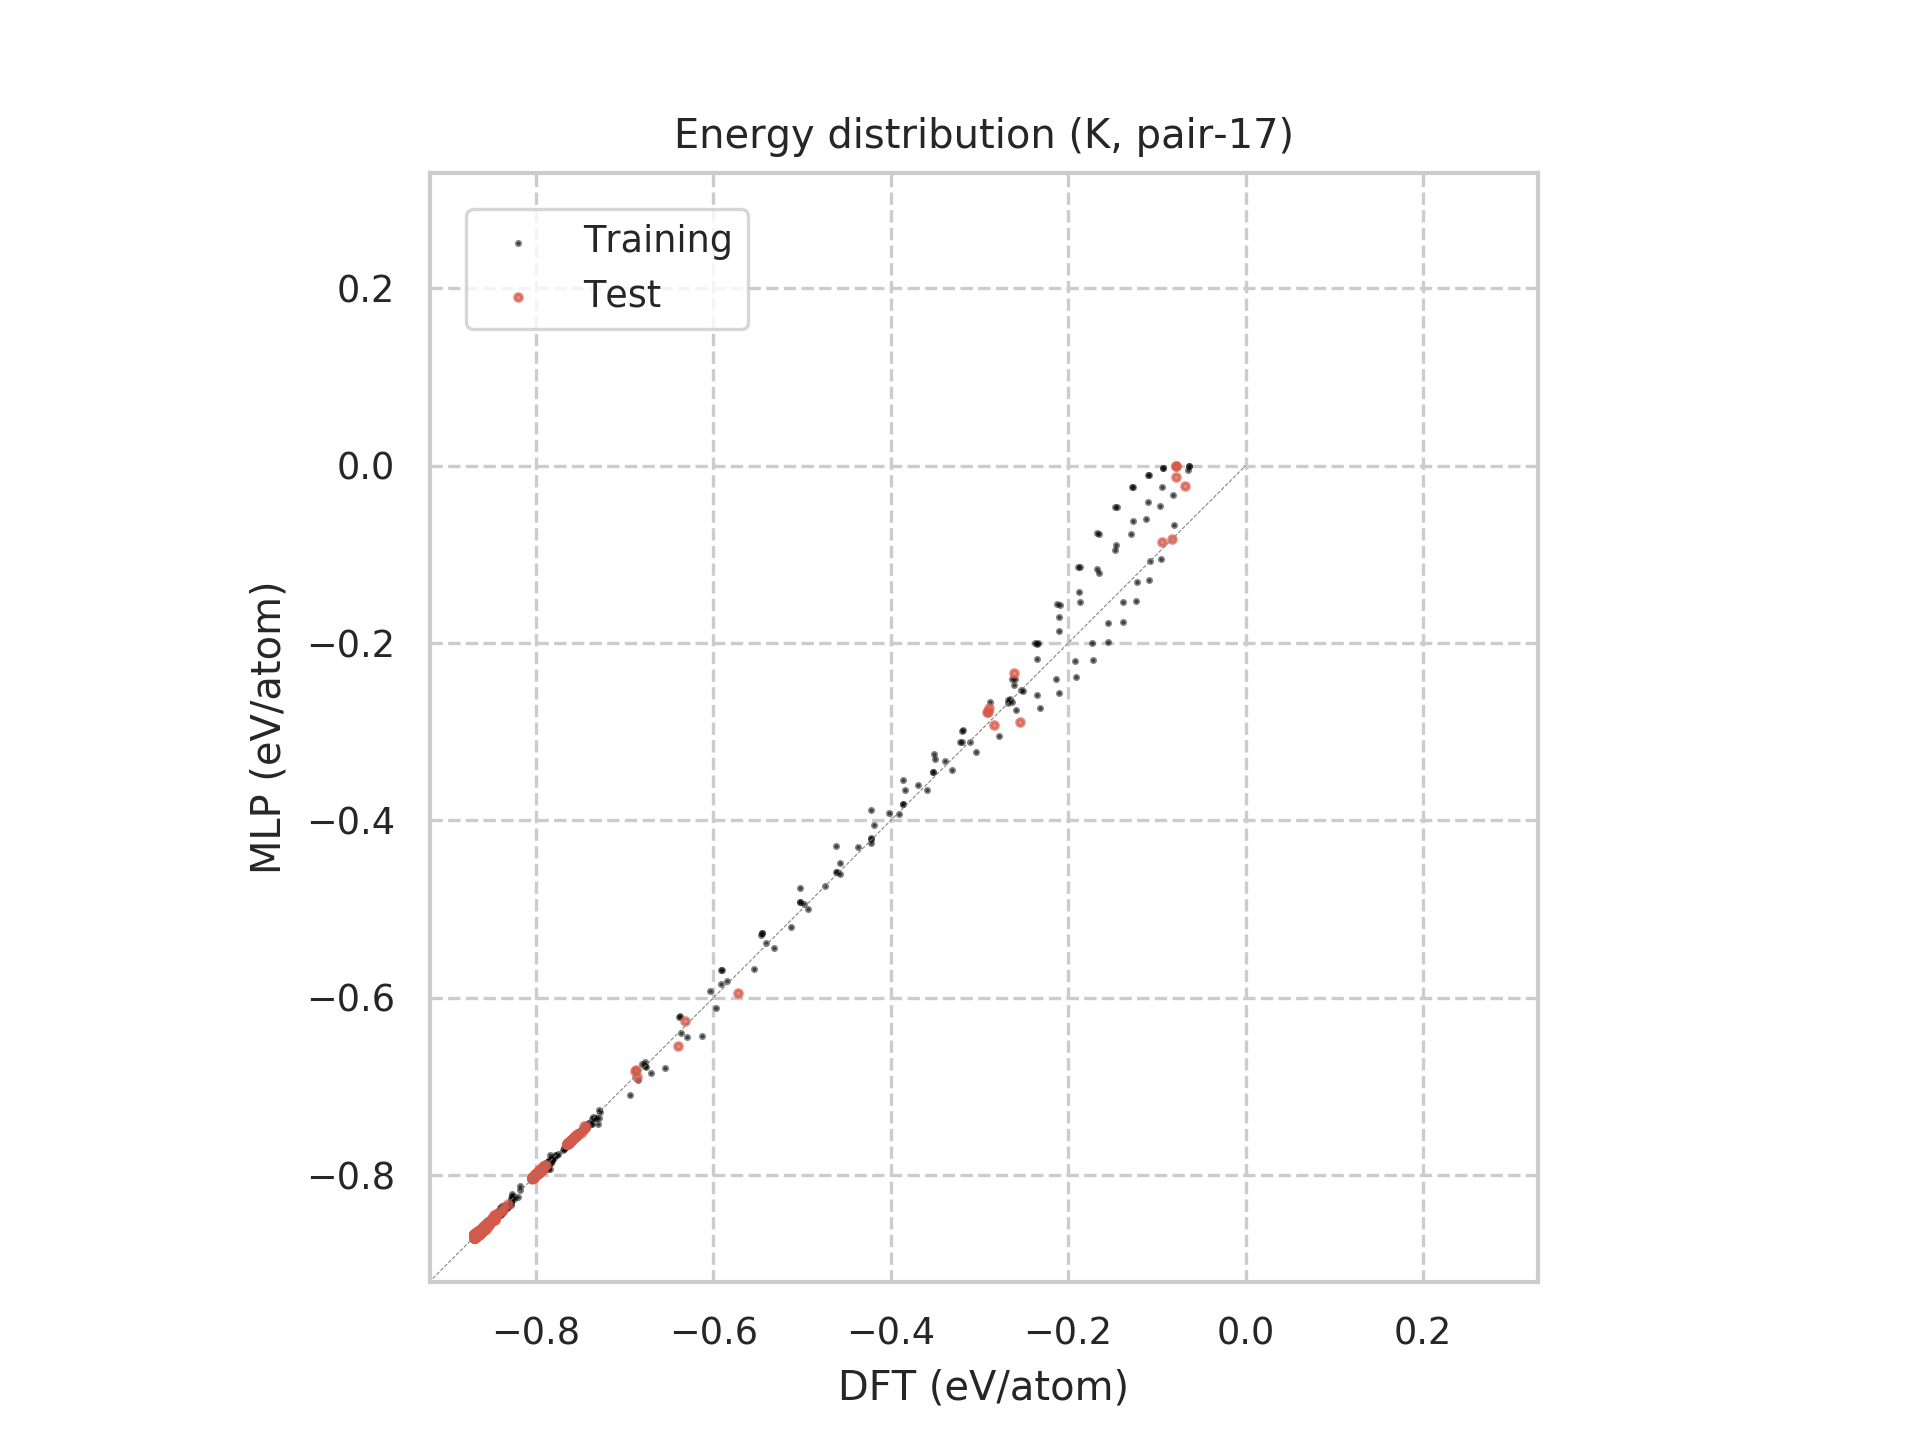 Energy distribution (K, pair-17)
Training
Test
0.2
0.0
−0.2
−0.4
−0.6
−0.8
MLP (eV/atom)
−0.8 −0.6 −0.4 −0.2 0.0 0.2
DFT (eV/atom)